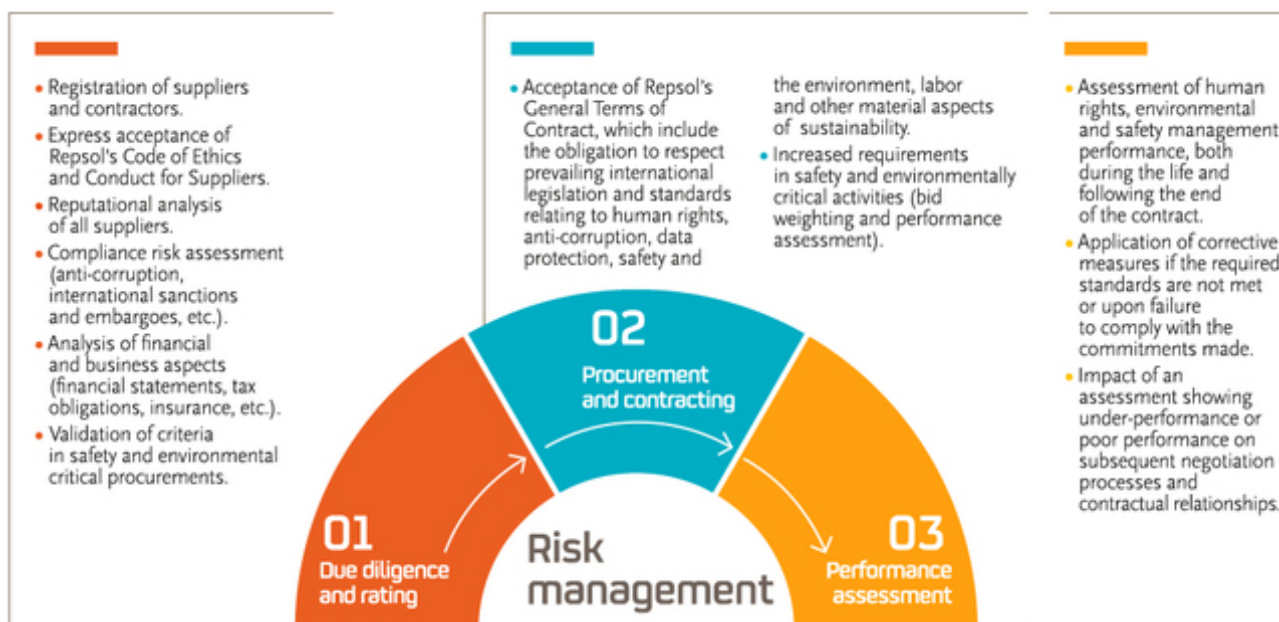 • Registration of suppliers
and contractors.
• Express acceptance of
Repsol's Code of Ethics
and Conduct for Suppliers.
• Reputational analysis
of all suppliers.
• Compliance risk assessment
(anti-corruption,
international sanctions
and embargoes, etc.).
• Analysis of financial
and business aspects
(financial statements, tax
obligations, insurance, etc.).
• Validation of criteria
in safety and environmental
critical procurements.
• Acceptance of Repsol's
General Terms of
Contract, which include
the obligation to respect
prevailing international
legislation and standards
relating to human rights,
anti-corruption, data
protection, safety and
the environment, labor
and other material aspects
of sustainability.
• Increased requirements
in safety and environmentally
critical activities (bid
weighting and performance
assessment).
• Assessment of human
rights, environmental
and safety management
performance, both
during the life and
following the end
of the contract.
• Application of corrective
measures if the required
standards are not met
or upon failure
to comply with the
commitments made.
• Impact of an
assessment showing
under-performance or
poor performance on
subsequent negotiation
processes and
contractual relationships.
01
Due diligence
and rating
02
Procurement
and contracting
03
Performance
assessment
Risk
management